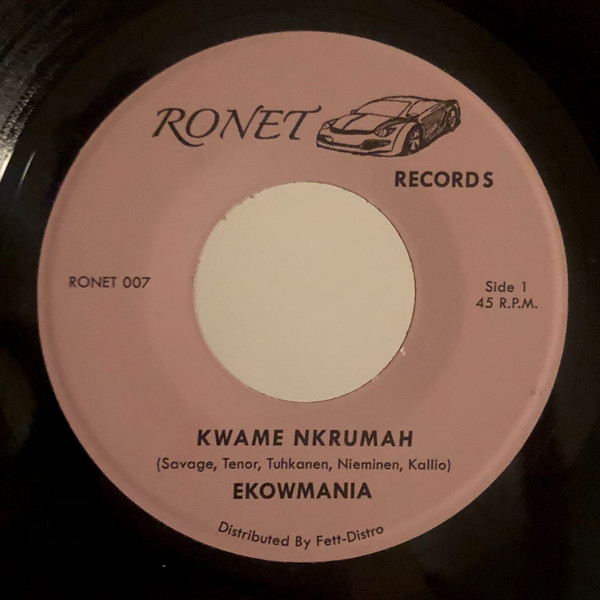 RONET
RECORDS
RONET 007
Side 1
45 R.P.M.
KWAME NKRUMAH
(Savage, Tenor, Tuhkanen, Nieminen, Kallio)
EKOWMANIA
Distributed By Fett-Distro